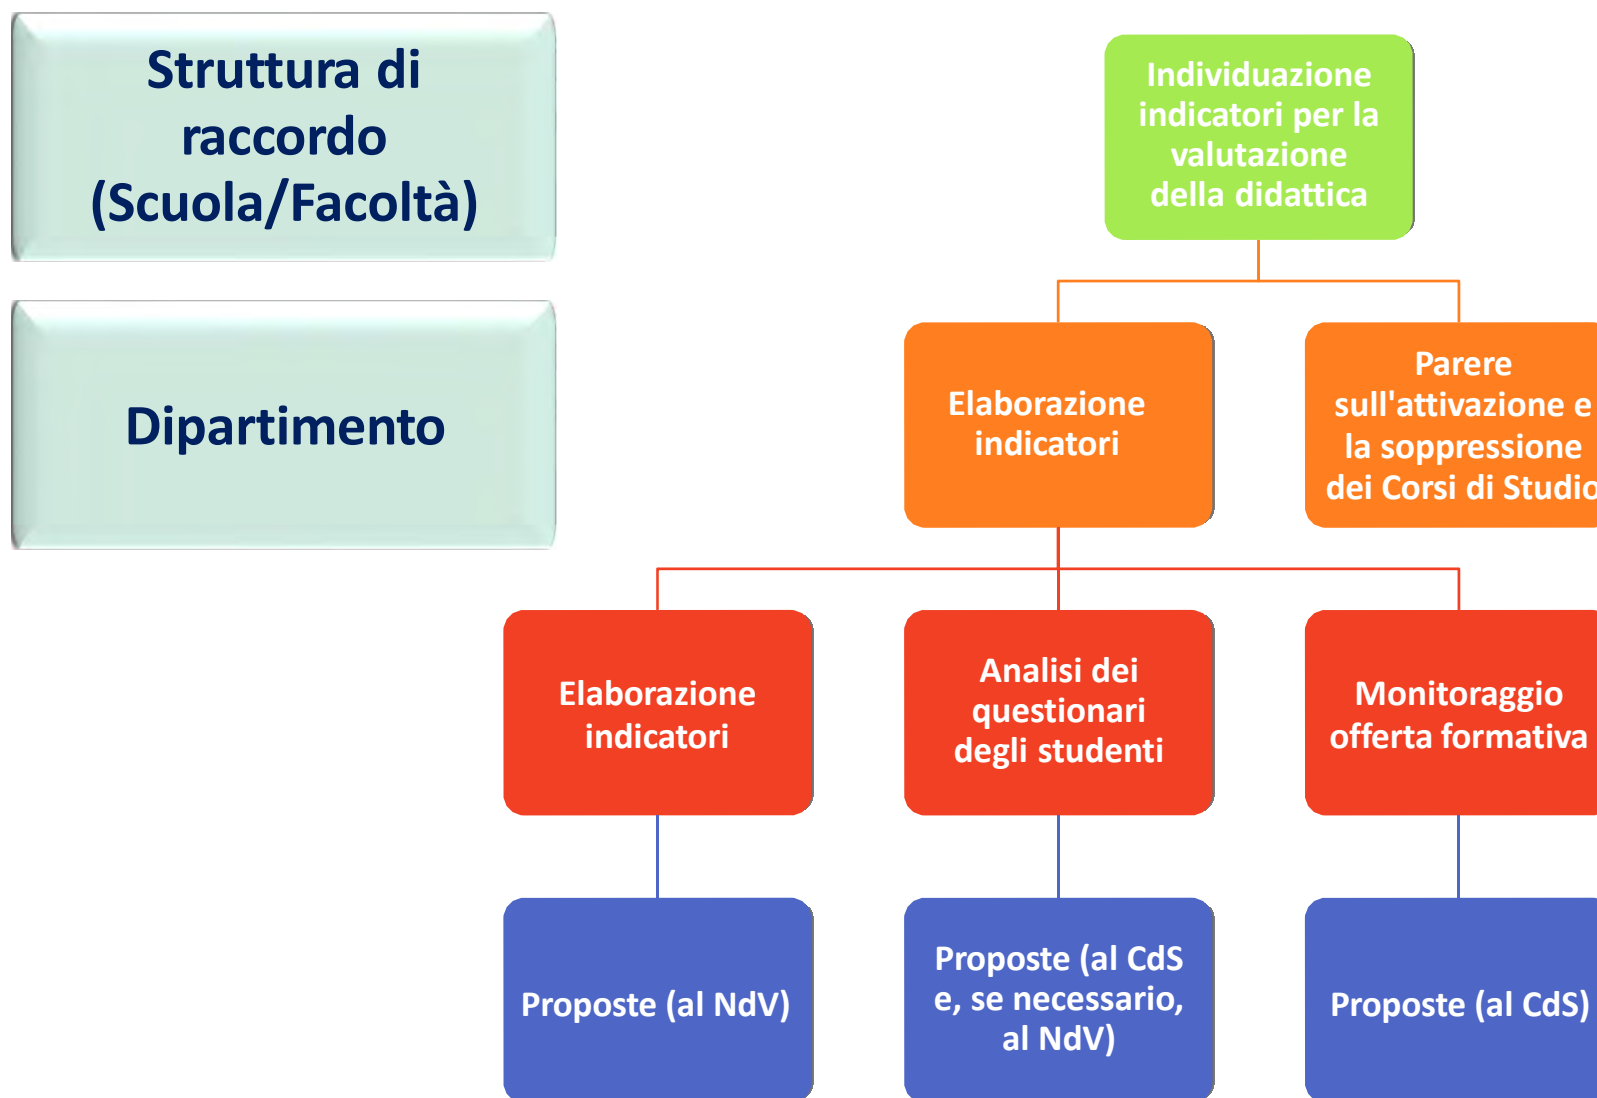 Struttura di
raccordo
(Scuola/Facoltà)
Dipartimento
Individuazione
indicatori per la
valutazione
della didattica
Elaborazione
indicatori
Parere
sull'attivazione e
la soppressione
dei Corsi di Studio
Elaborazione
indicatori
Analisi dei
questionari
degli studenti
Monitoraggio
offerta formativa
Proposte (al NdV)
Proposte (al CdS
e, se necessario,
al NdV)
Proposte (al CdS)